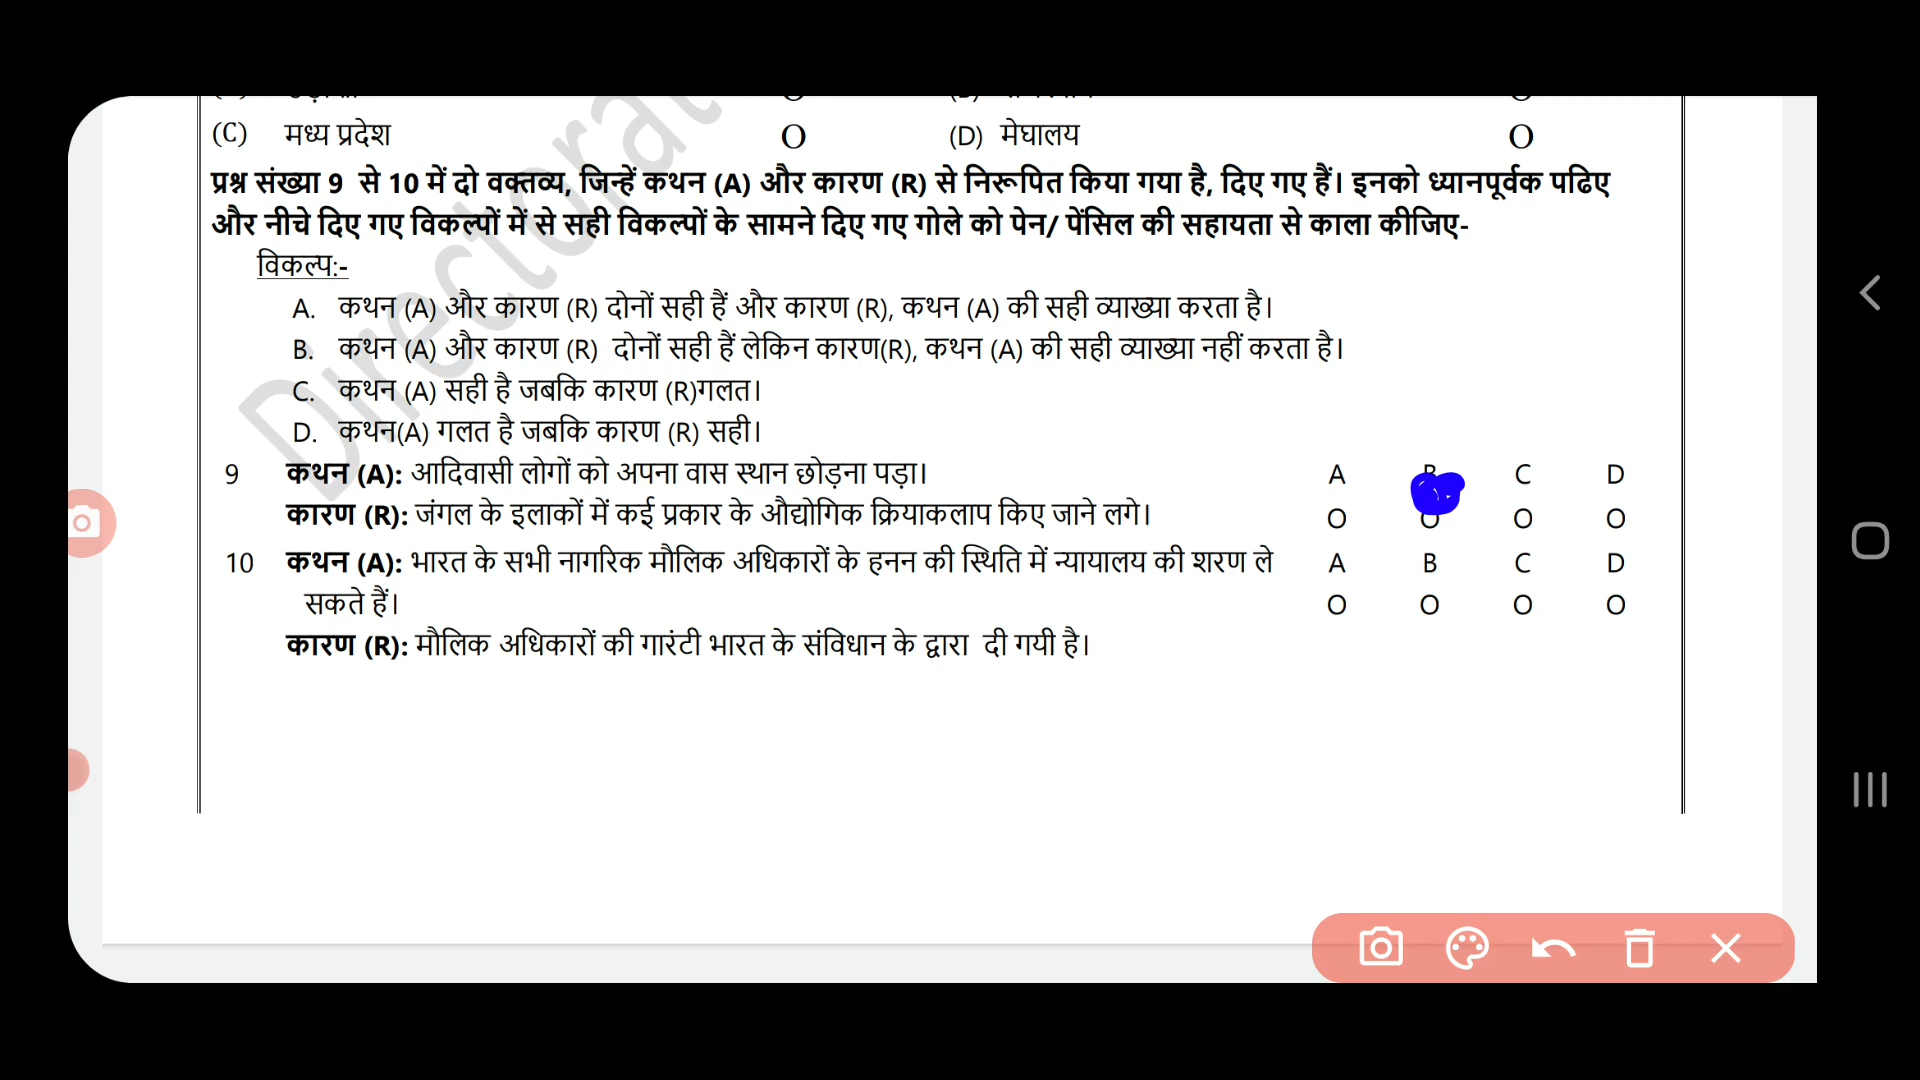 (C) मध्य प्रदेश O (D) मेघालय O
प्रश्न संख्या 9 से 10 में दो वक्तव्य, जिन्हें कथन (A) और कारण (R) से निरूपित किया गया है, दिए गए हैं। इनको ध्यानपूर्वक पढिए
और नीचे दिए गए विकल्पों में से सही विकल्पों के सामने दिए गए गोले को पेन/ पेंसिल की सहायता से काला कीजिए-
विकल्प:-
A. कथन (A) और कारण (R) दोनों सही हैं और कारण (R), कथन (A) की सही व्याख्या करता है।
B. कथन (A) और कारण (R) दोनों सही हैं लेकिन कारण(R), कथन (A) की सही व्याख्या नहीं करता है।
C. कथन (A) सही है जबकि कारण (R)गलत।
D. कथन(A) गलत है जबकि कारण (R) सही।
9 कथन (A): आदिवासी लोगों को अपना वास स्थान छोड़ना पड़ा। A B C D
कारण (R): जंगल के इलाकों में कई प्रकार के औद्योगिक क्रियाकलाप किए जाने लगे। O O O O
10 कथन (A): भारत के सभी नागरिक मौलिक अधिकारों के हनन की स्थिति में न्यायालय की शरण ले A B C D
सकते हैं। O O O O
कारण (R): मौलिक अधिकारों की गारंटी भारत के संविधान के द्वारा दी गयी है।
Directorat